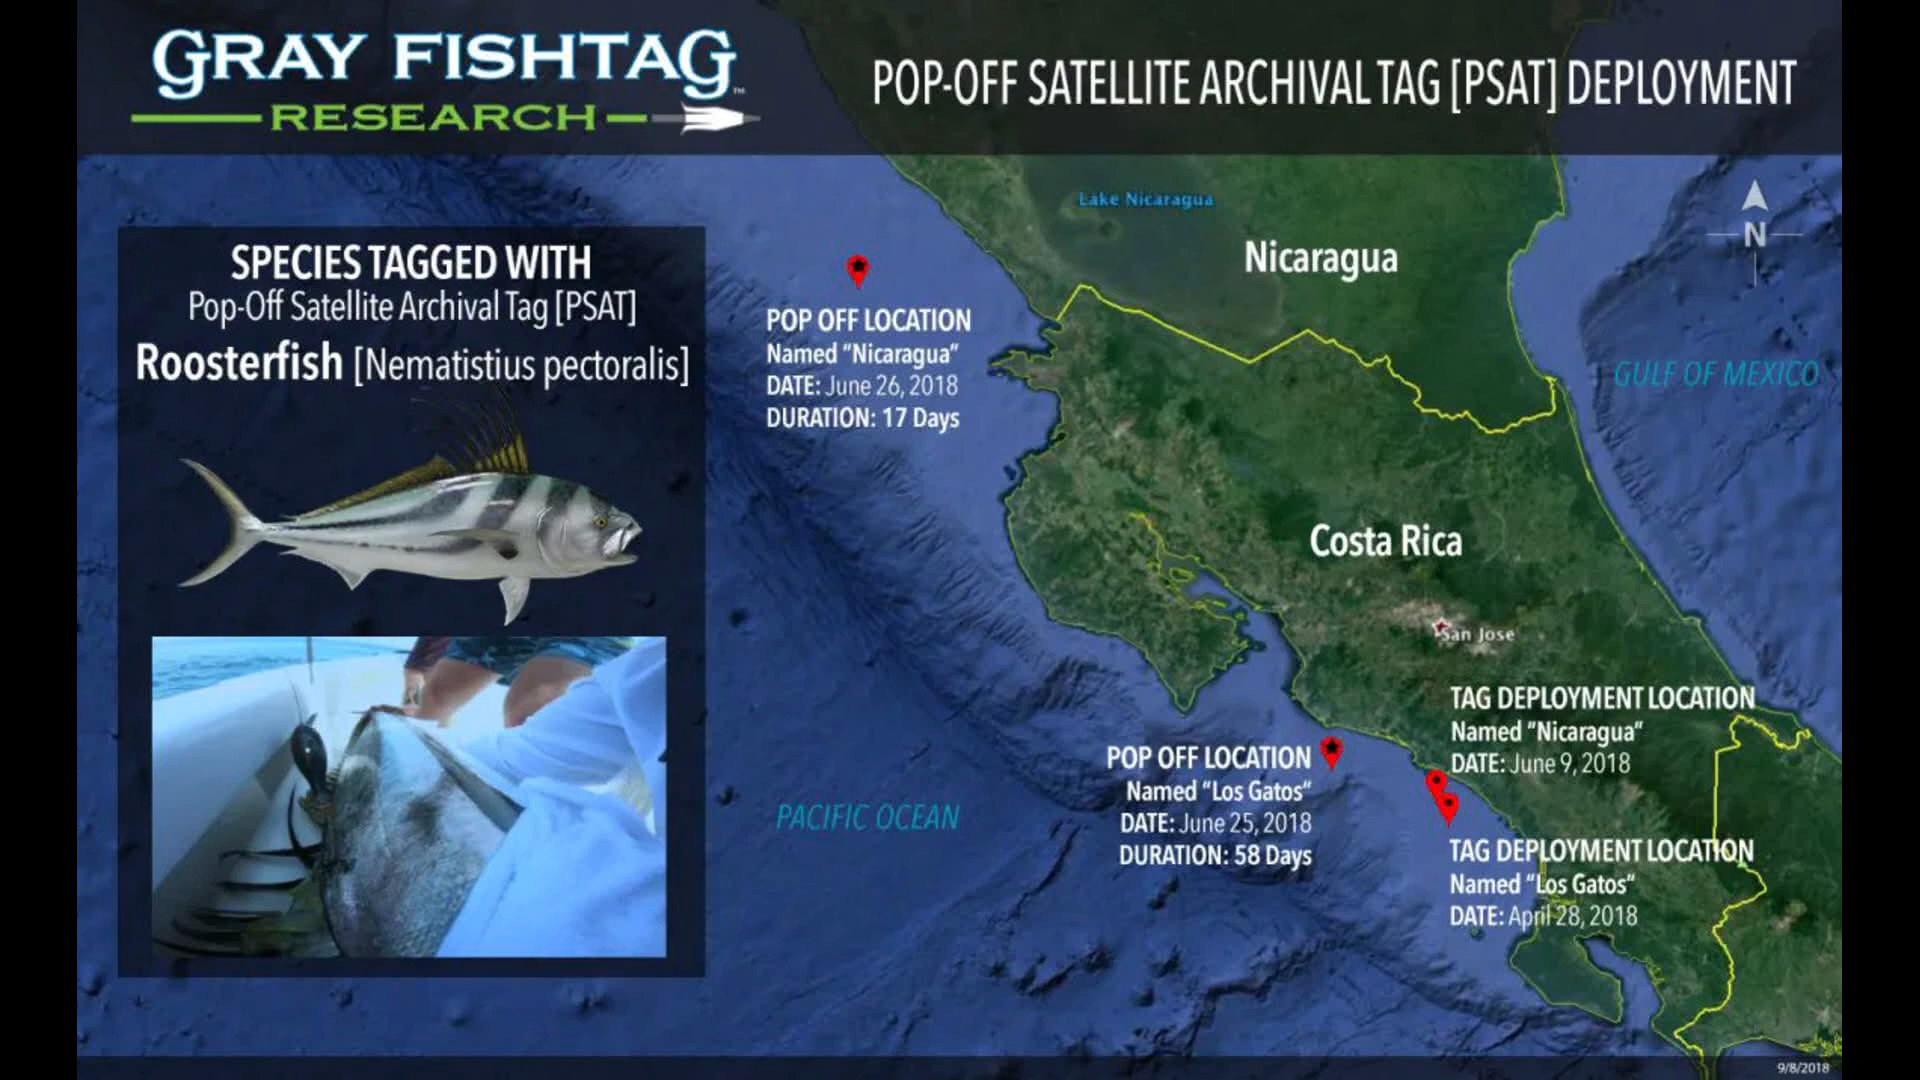 GRAY FISHTAG
™
RESEARCH
POP-OFF SATELLITE ARCHIVAL TAG [PSAT] DEPLOYMENT
SPECIES TAGGED WITH
Pop-Off Satellite Archival Tag [PSAT]
Roosterfish [Nematistius pectoralis]
Lake Nicaragua
Nicaragua
N
GULF OF MEXICO
POP OFF LOCATION
Named “Nicaragua”
DATE: June 26, 2018
DURATION: 17 Days
Costa Rica
San Jose
TAG DEPLOYMENT LOCATION
Named “Nicaragua”
DATE: June 9, 2018
POP OFF LOCATION
Named “Los Gatos”
DATE: June 25, 2018
DURATION: 58 Days
PACIFIC OCEAN
TAG DEPLOYMENT LOCATION
Named “Los Gatos”
DATE: April 28, 2018
9/8/2018